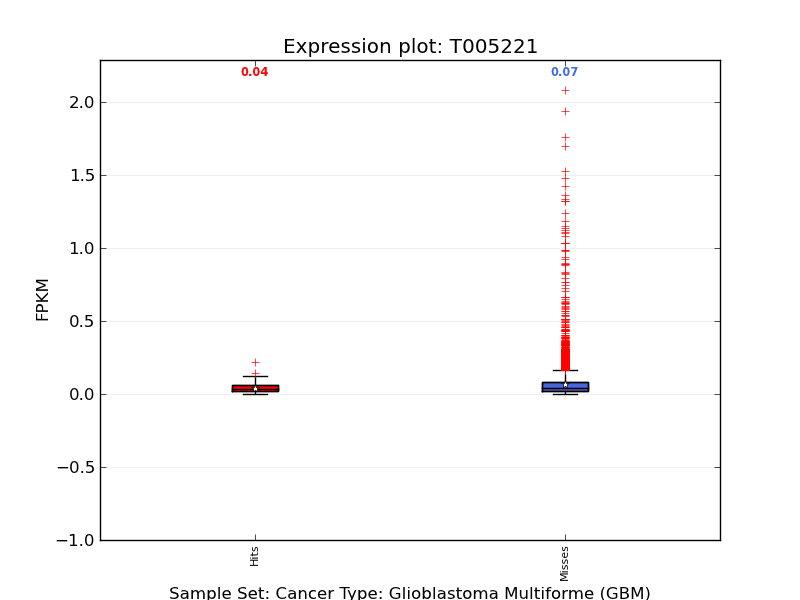 Expression plot: T005221
0.04
0.07
2.0
1.5
1.0
0.5
0.0
−0.5
−1.0
FPKM
Hits
Misses
Sample Set: Cancer Type: Glioblastoma Multiforme (GBM)